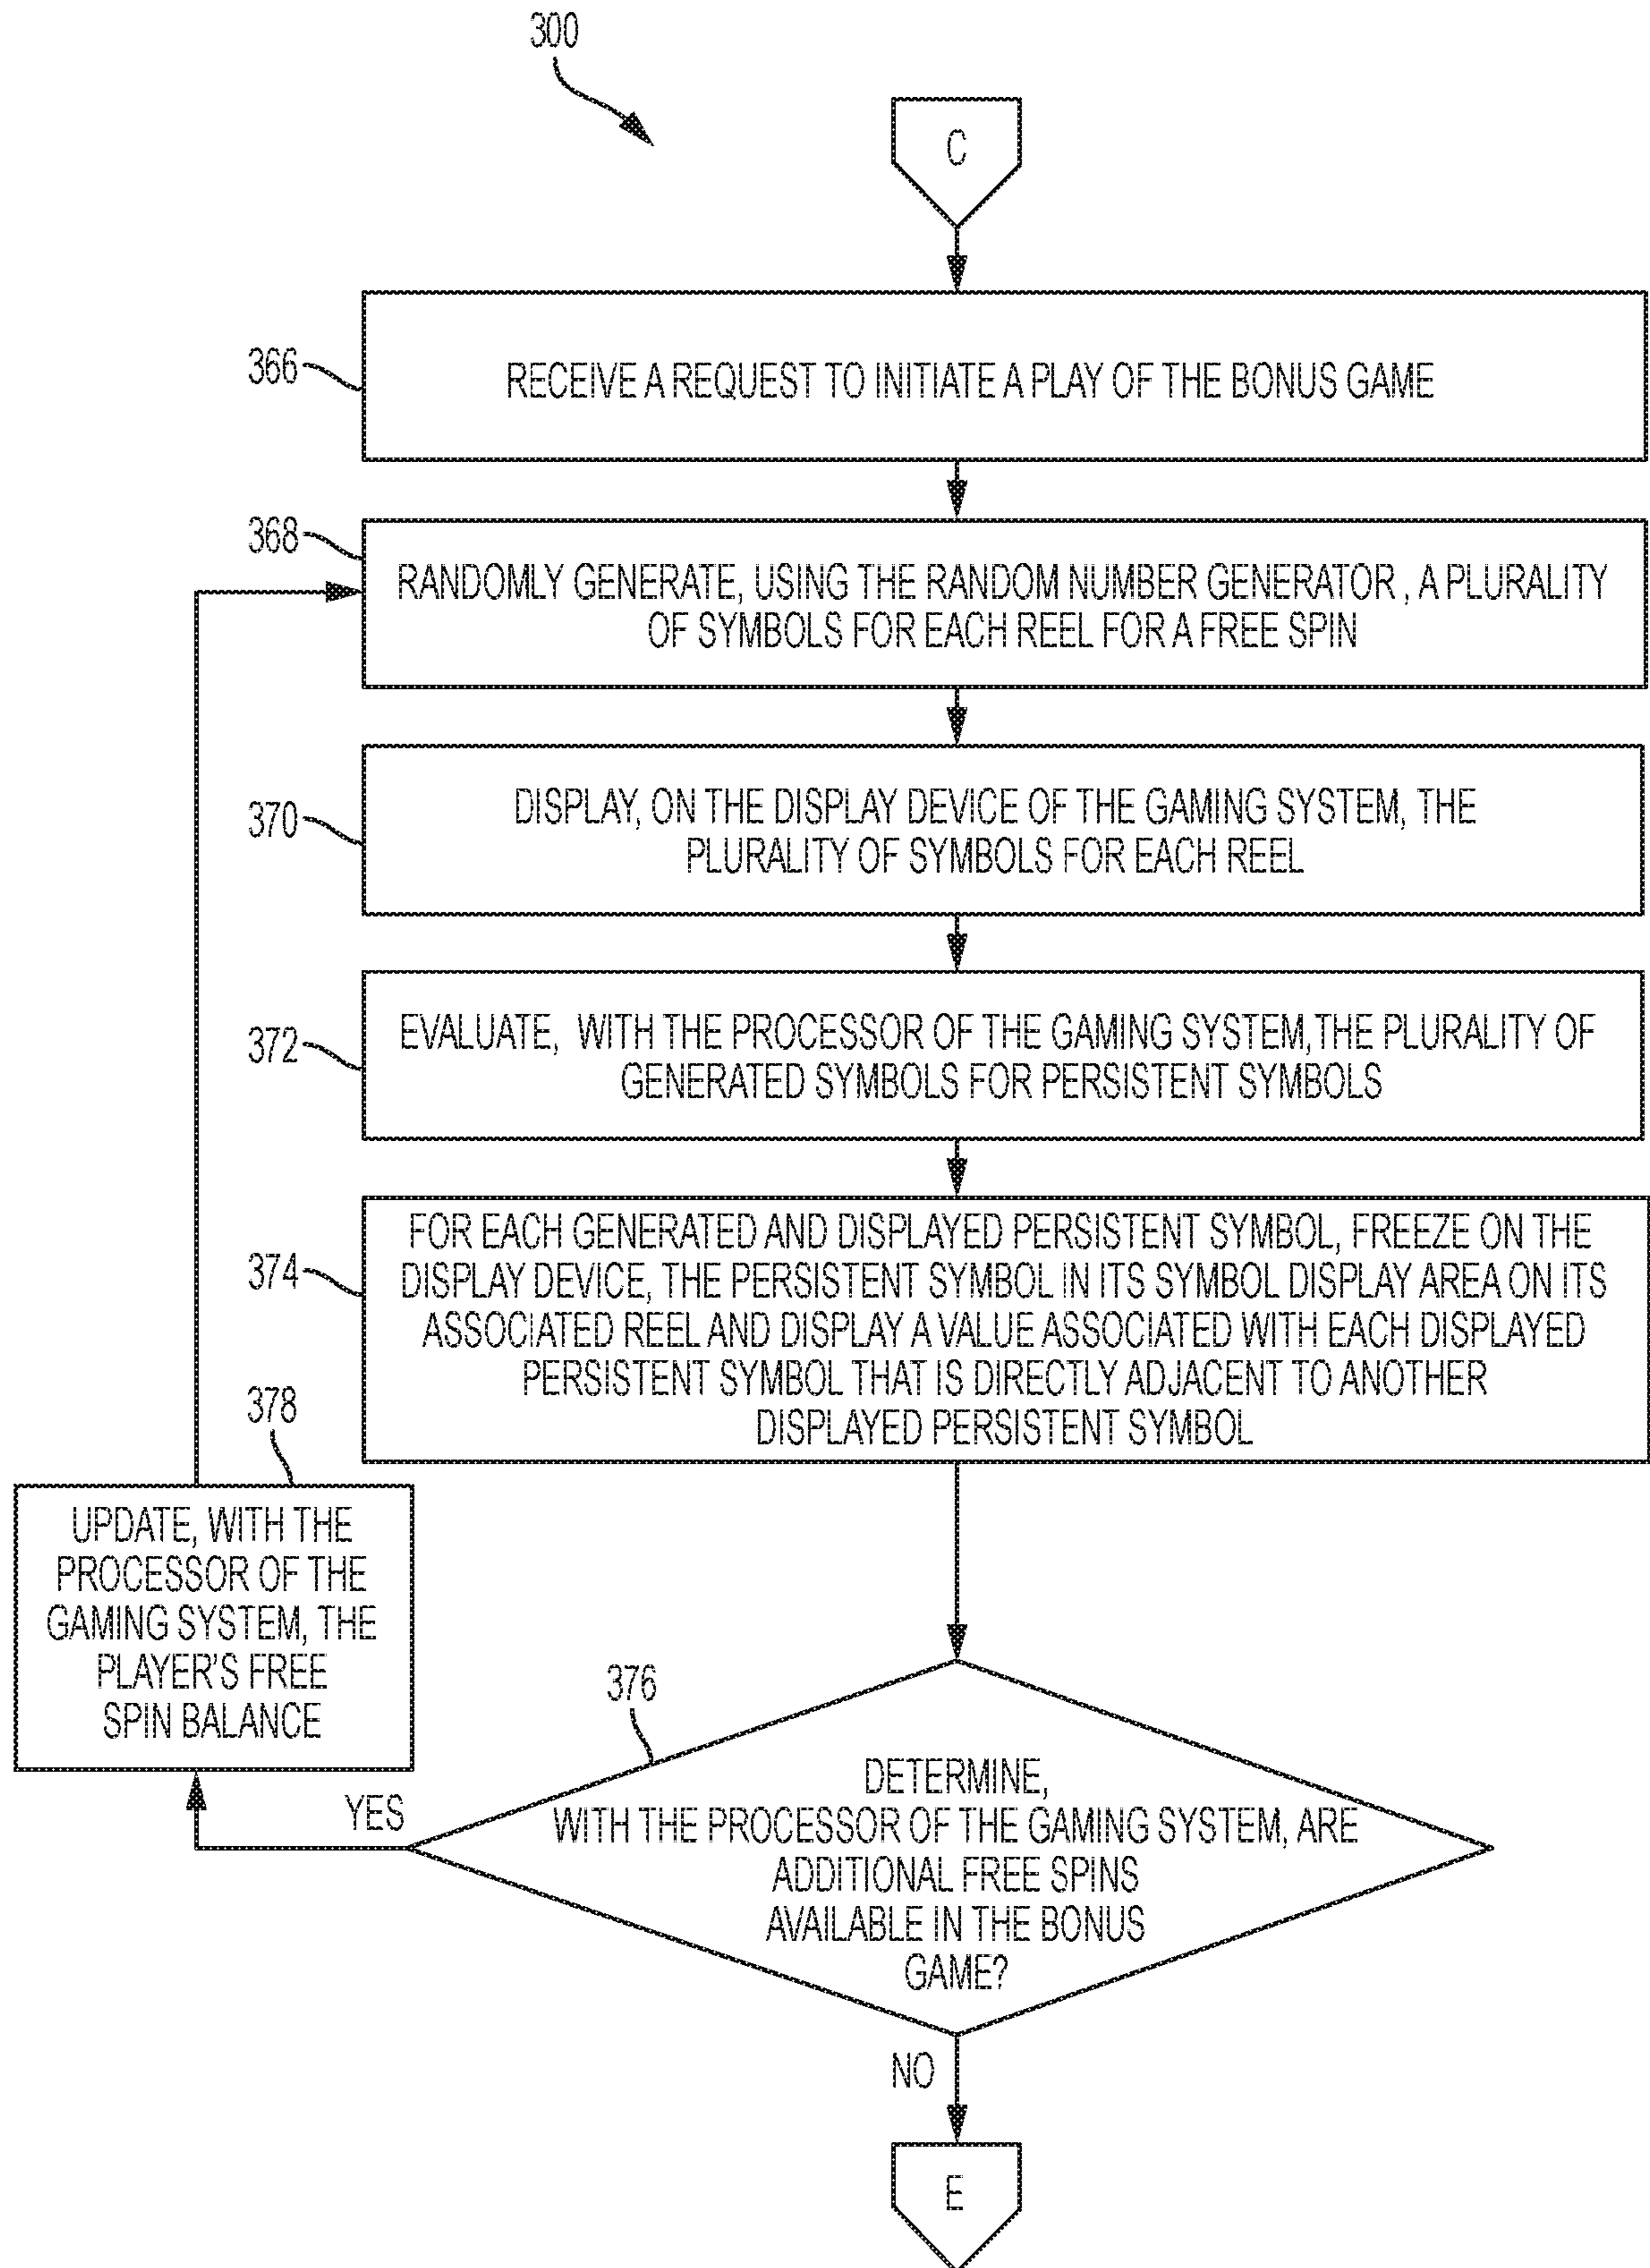 300
C
366
RECEIVE A REQUEST TO INITIATE A PLAY OF THE BONUS GAME
368
RANDOMLY GENERATE, USING THE RANDOM NUMBER GENERATOR , A PLURALITY
OF SYMBOLS FOR EACH REEL FOR A FREE SPIN
370
DISPLAY, ON THE DISPLAY DEVICE OF THE GAMING SYSTEM, THE
PLURALITY OF SYMBOLS FOR EACH REEL
372
EVALUATE, WITH THE PROCESSOR OF THE GAMING SYSTEM, THE PLURALITY OF
GENERATED SYMBOLS FOR PERSISTENT SYMBOLS
374
FOR EACH GENERATED AND DISPLAYED PERSISTENT SYMBOL, FREEZE ON THE
DISPLAY DEVICE, THE PERSISTENT SYMBOL IN ITS SYMBOL DISPLAY AREA ON ITS
ASSOCIATED REEL AND DISPLAY A VALUE ASSOCIATED WITH EACH DISPLAYED
PERSISTENT SYMBOL THAT IS DIRECTLY ADJACENT TO ANOTHER
DISPLAYED PERSISTENT SYMBOL
378
UPDATE, WITH THE
PROCESSOR OF THE
GAMING SYSTEM, THE
PLAYER'S FREE
SPIN BALANCE
376
DETERMINE,
WITH THE PROCESSOR OF THE GAMING SYSTEM, ARE
ADDITIONAL FREE SPINS
AVAILABLE IN THE BONUS
GAME?
YES
NO
E